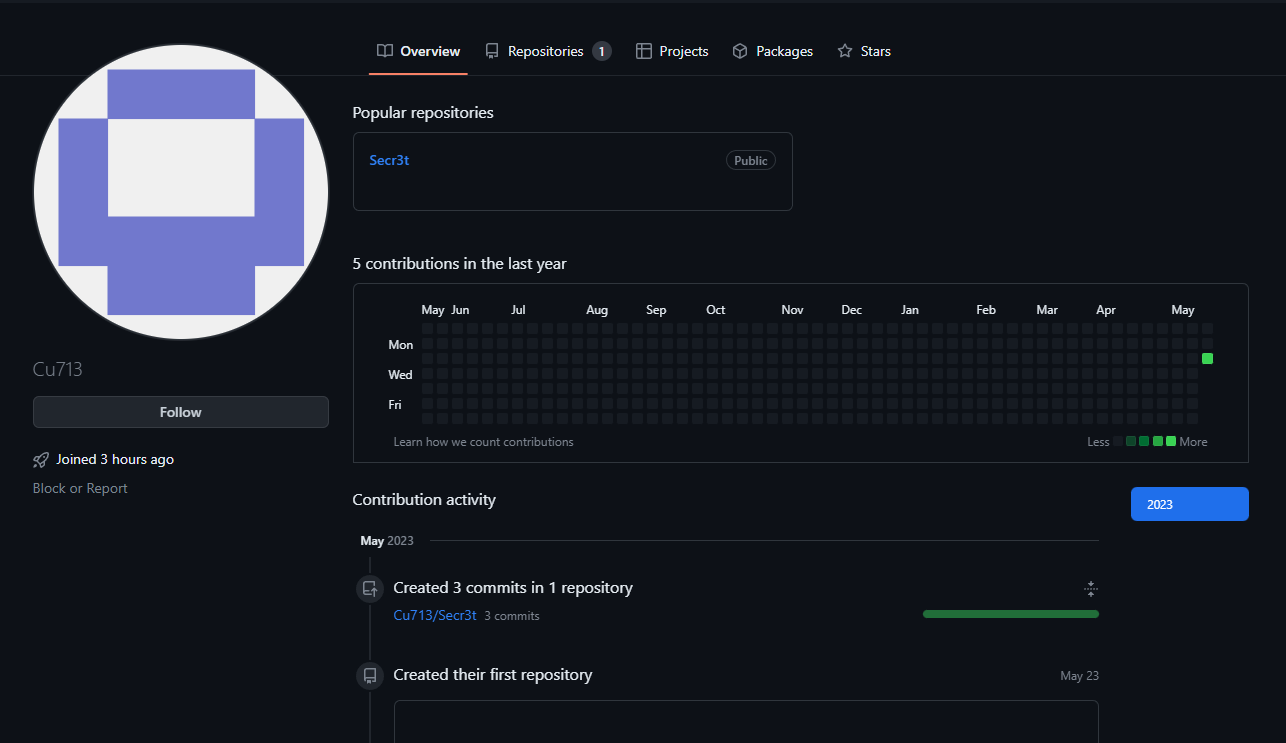 Overview Repositories 1 Projects Packages Stars
Cu713
Follow
Joined 3 hours ago
Block or Report
Popular repositories
Secr3t Public
5 contributions in the last year
May Jun Jul Aug Sep Oct Nov Dec Jan Feb Mar Apr May
Mon
Wed
Fri
Learn how we count contributions Less More
Contribution activity
2023
May 2023
Created 3 commits in 1 repository
Cu713/Secr3t 3 commits
Created their first repository May 23